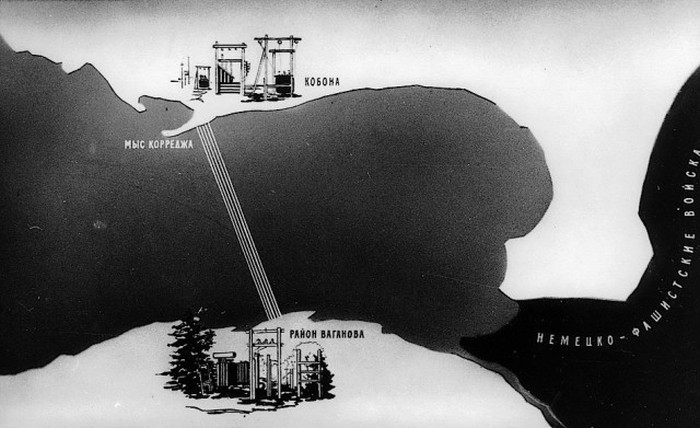 КОБОНА
МЫС КОРРЕДЖА
РАЙОН ВАГАНОВА
НЕМЕЦКО-ФАШИСТСКИЕ ВОЙСКА